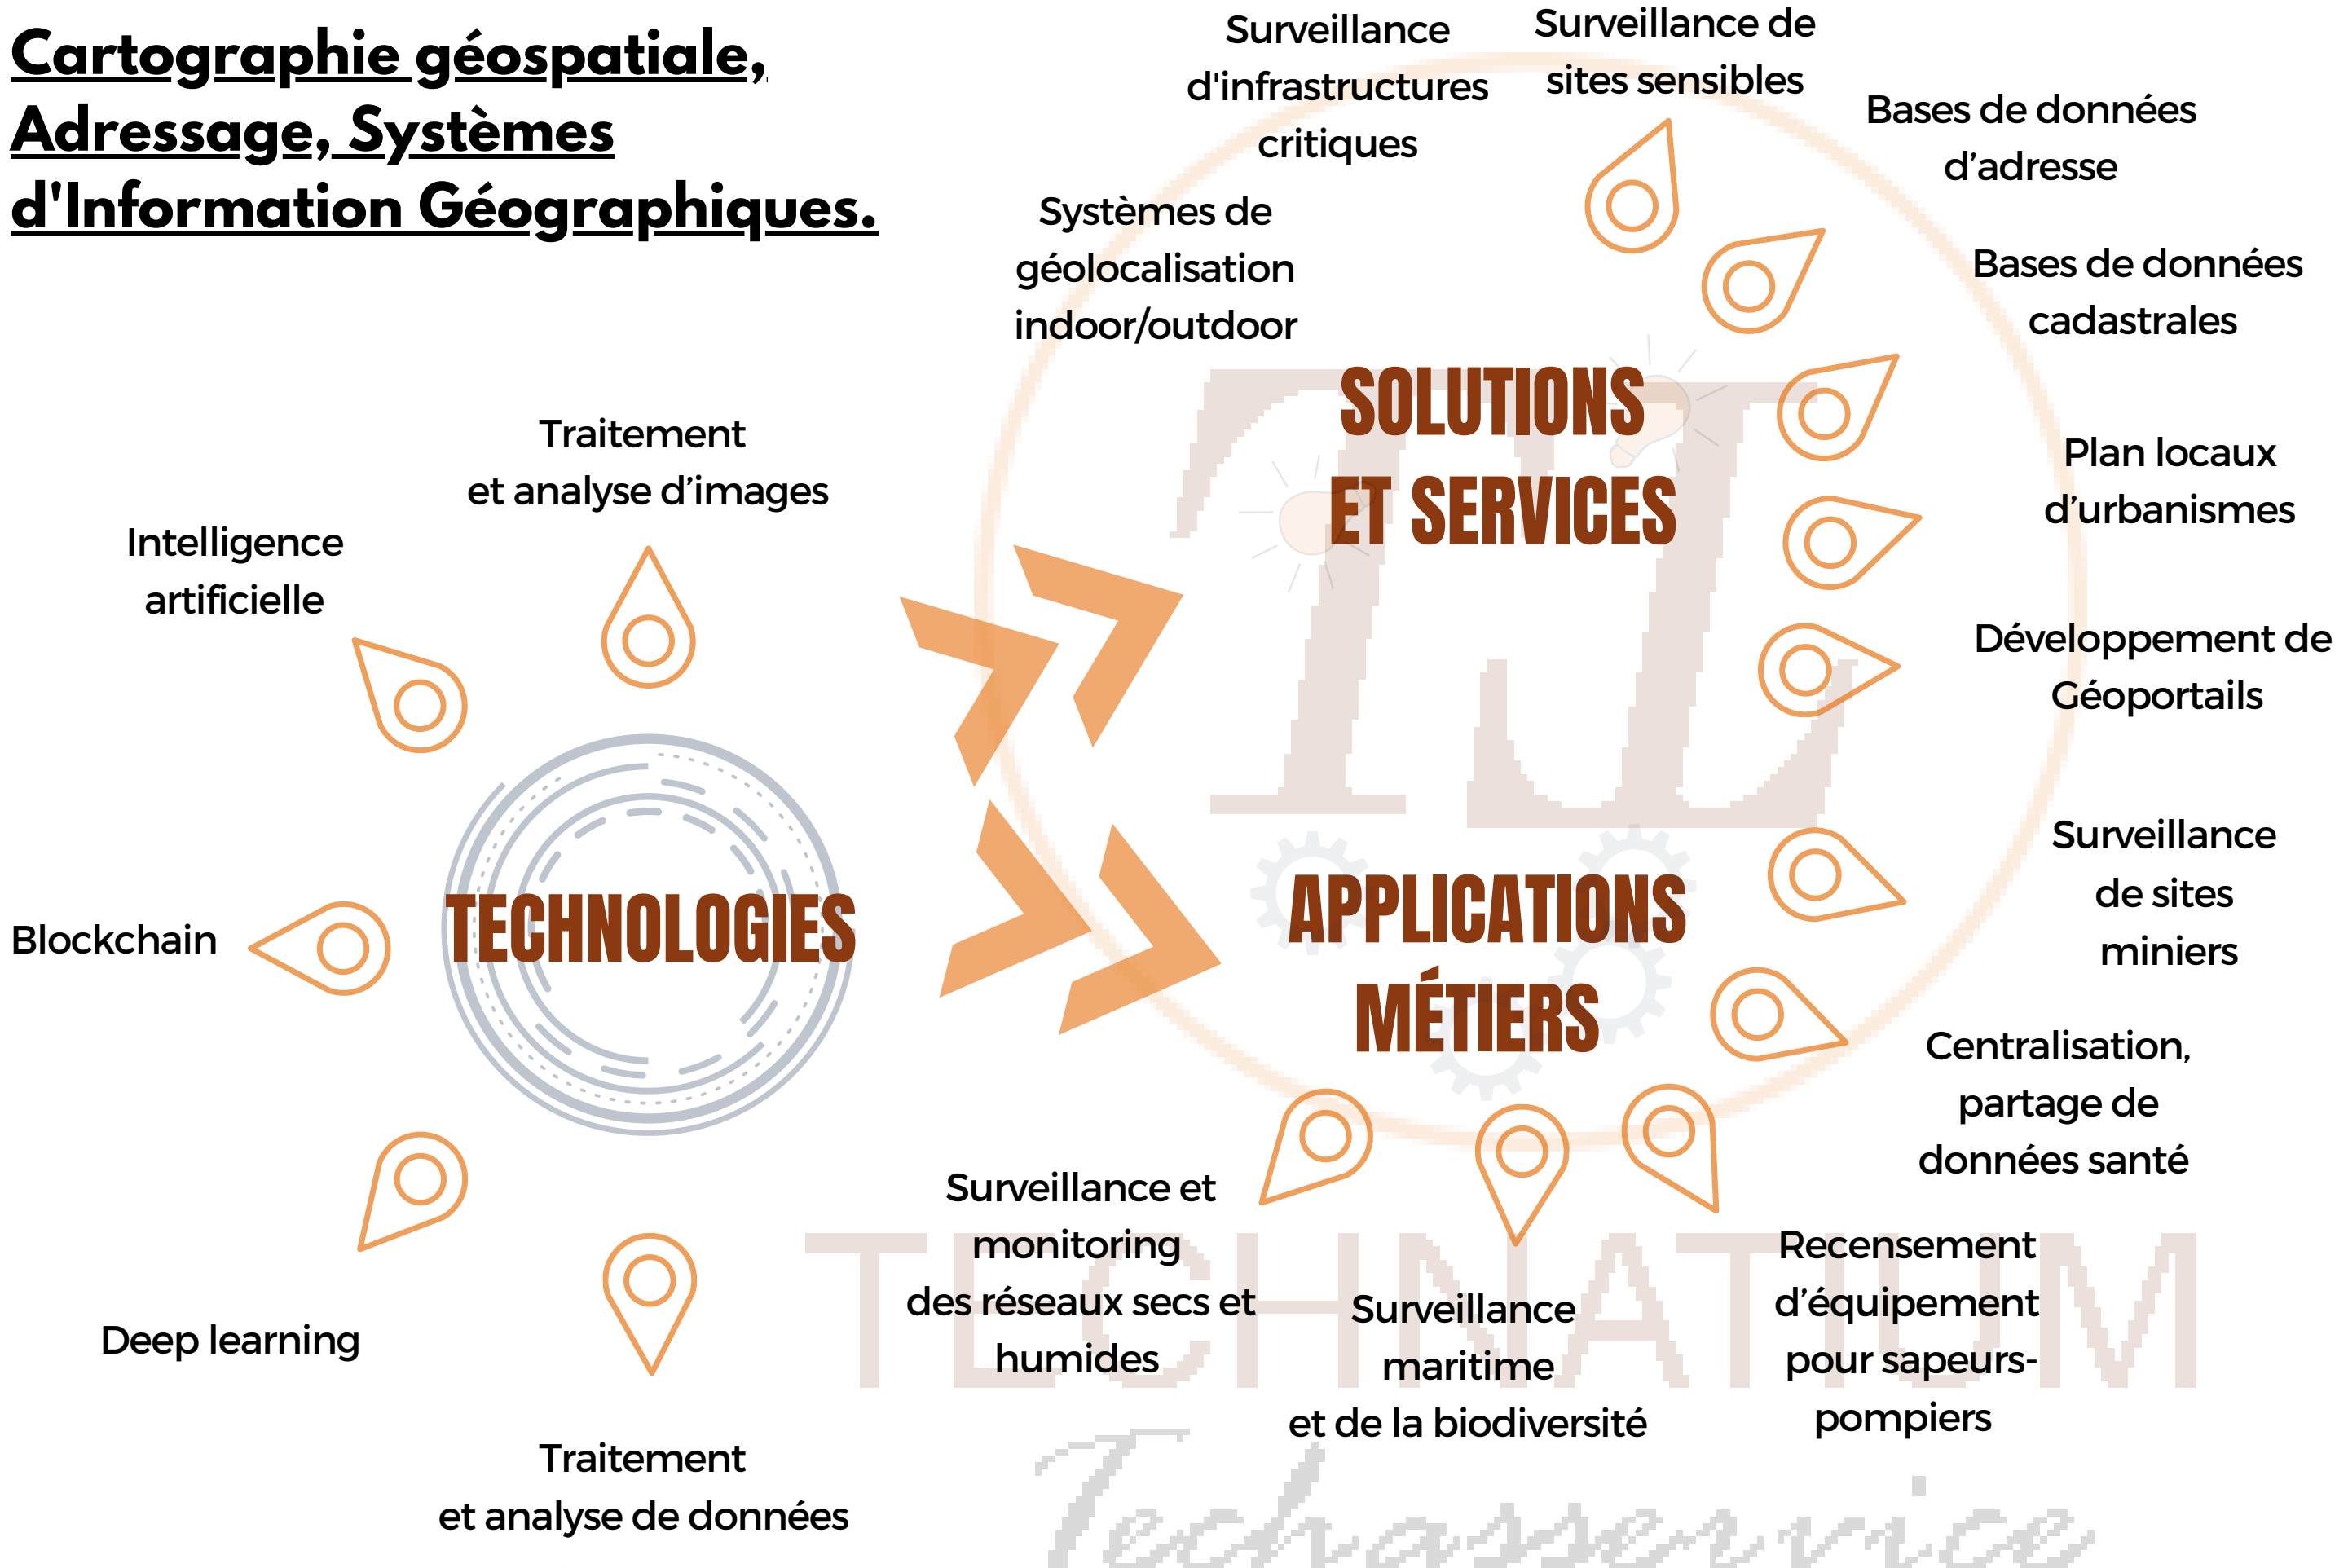 Cartographie géospatiale,
Adressage, Systèmes
d'Information Géographiques.
Traitement
et analyse d’images
Intelligence
artificielle
Blockchain
TECHNOLOGIES
Deep learning
Traitement
et analyse de données
Systèmes de
géolocalisation
indoor/outdoor
Surveillance
d'infrastructures
critiques
Surveillance de
sites sensibles
Bases de données
d’adresse
Bases de données
cadastrales
Plan locaux
d’urbanismes
Développement de
Géoportails
SOLUTIONS
ET SERVICES
TL
APPLICATIONS
MÉTIERS
Surveillance
de sites
miniers
Centralisation,
partage de
données santé
Recensement
d’équipement
pour sapeurs-
pompiers
Surveillance
maritime
et de la biodiversité
Surveillance et
monitoring
des réseaux secs et
humides
TECHNATIUM